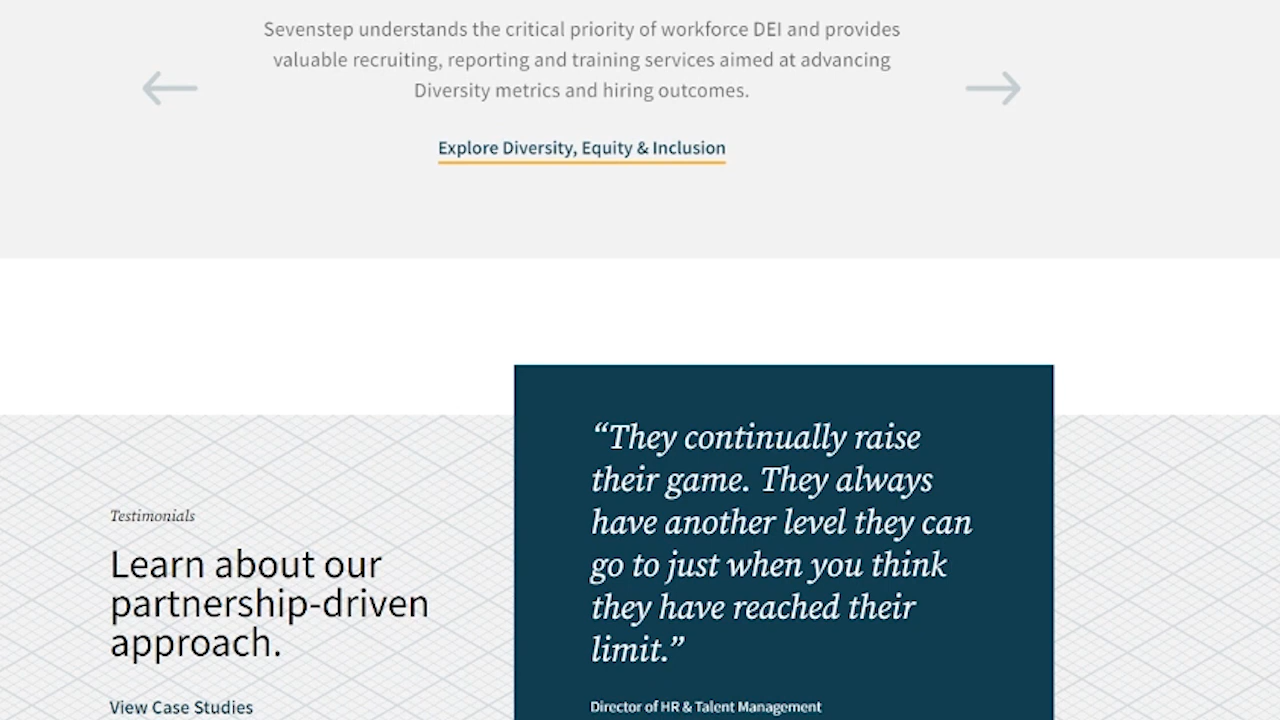 Sevenstep understands the critical priority of workforce DEI and provides
valuable recruiting, reporting and training services aimed at advancing
Diversity metrics and hiring outcomes.
Explore Diversity, Equity & Inclusion
Testimonials
Learn about our
partnership-driven
approach.
View Case Studies
“They continually raise
their game. They always
have another level they can
go to just when you think
they have reached their
limit.”
Director of HR & Talent Management